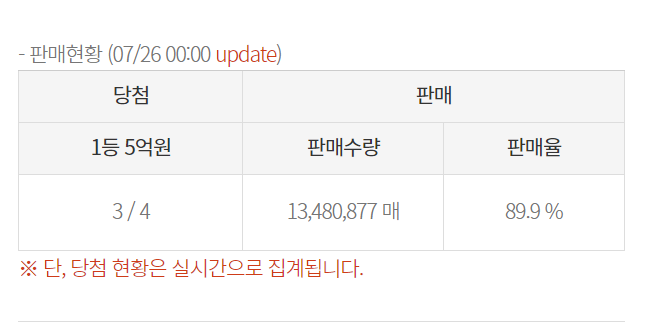 - 판매현황 (07/26 00:00 update)
당첨 판매
1등 5억원 판매수량 판매율
3 / 4 13,480,877 매 89.9 %
※ 단, 당첨 현황은 실시간으로 집계됩니다.